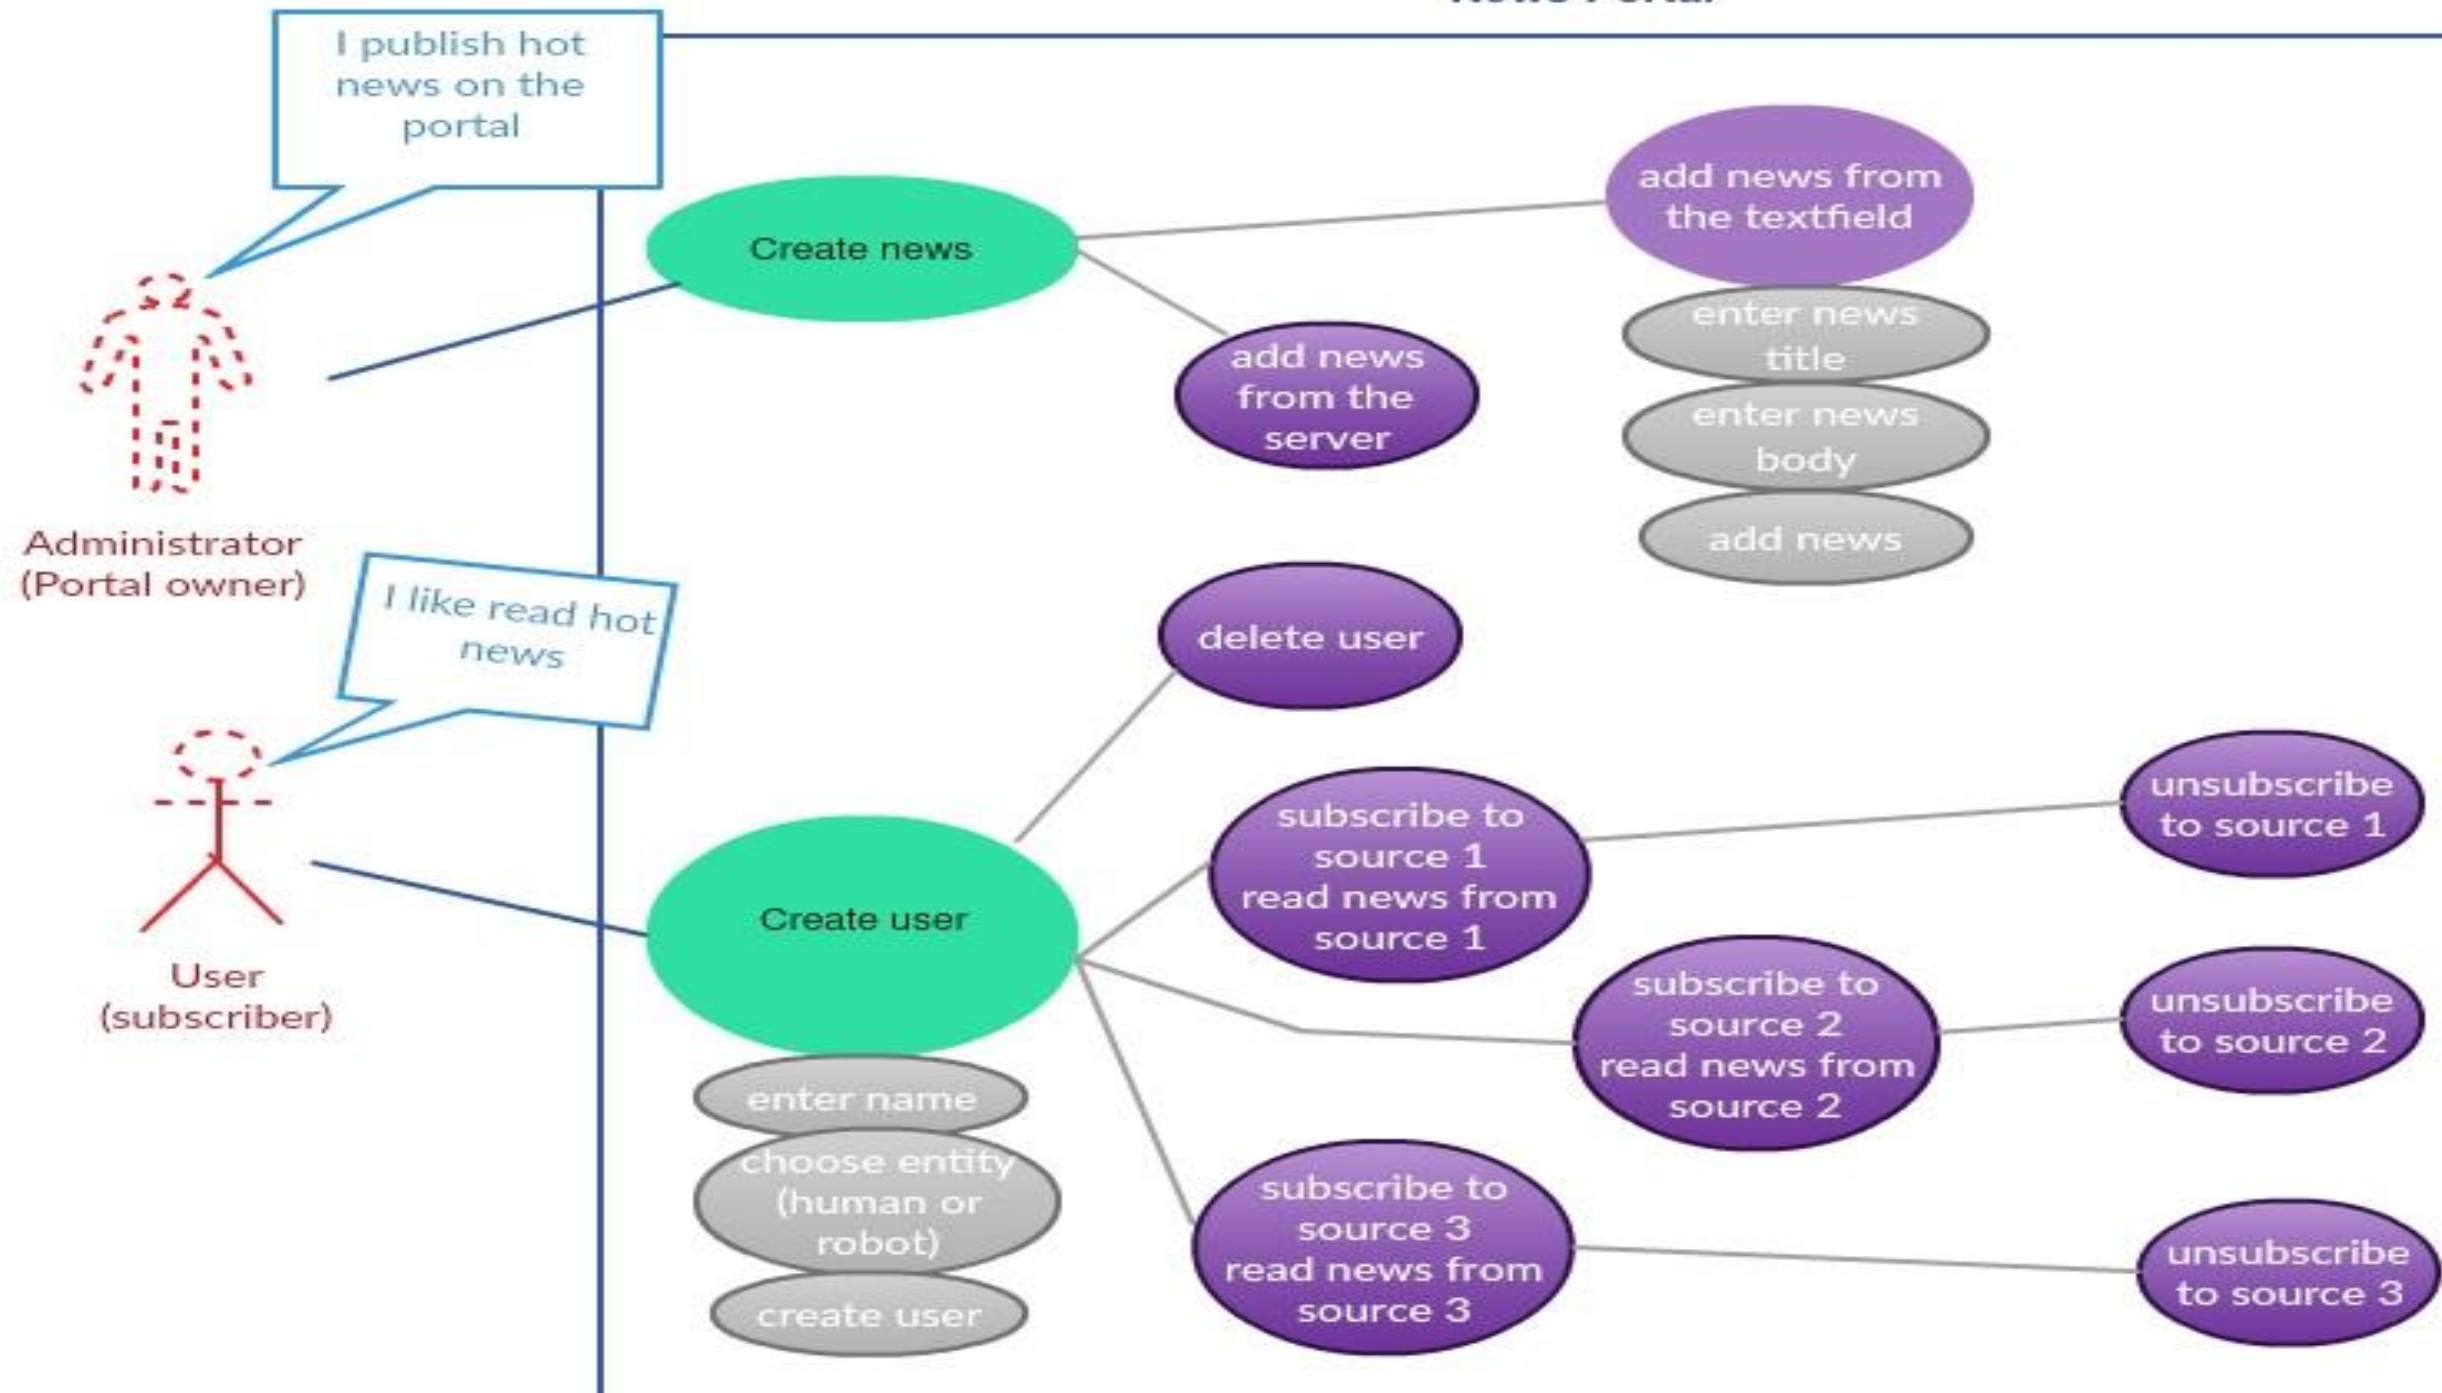 News Portal
I publish hot
news on the
portal
Create news
add news from
the textfield
enter news
title
enter news
body
add news
add news
from the
server
Administrator
(Portal owner)
I like read hot
news
delete user
User
(subscriber)
Create user
enter name
choose entity
(human or
robot)
create user
subscribe to
source 1
read news from
source 1
unsubscribe
to source 1
subscribe to
source 2
read news from
source 2
unsubscribe
to source 2
subscribe to
source 3
read news from
source 3
unsubscribe
to source 3